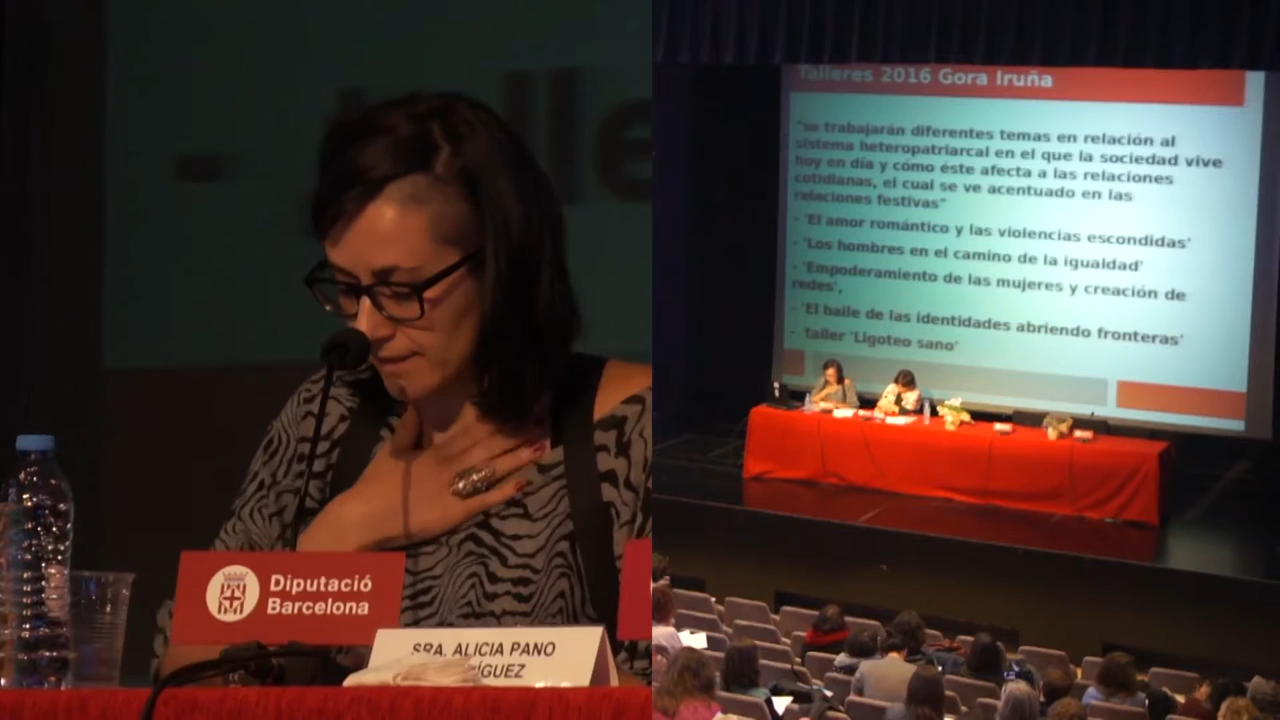 Diputació
Barcelona
SRA. ALICIA PANO
ÍGUEZ
Talleres 2016 Gora Iruña
"se trabajarán diferentes temas en relación al
sistema heteropatriarcal en el que la sociedad vive
hoy en día y cómo éste afecta a las relaciones
cotidianas, el cual se ve acentuado en las
relaciones festivas"
- 'El amor romántico y las violencias escondidas'
- 'Los hombres en el camino de la igualdad'
- 'Empoderamiento de las mujeres y creación de
redes',
- 'El baile de las identidades abriendo fronteras'
- taller 'Ligoteo sano'